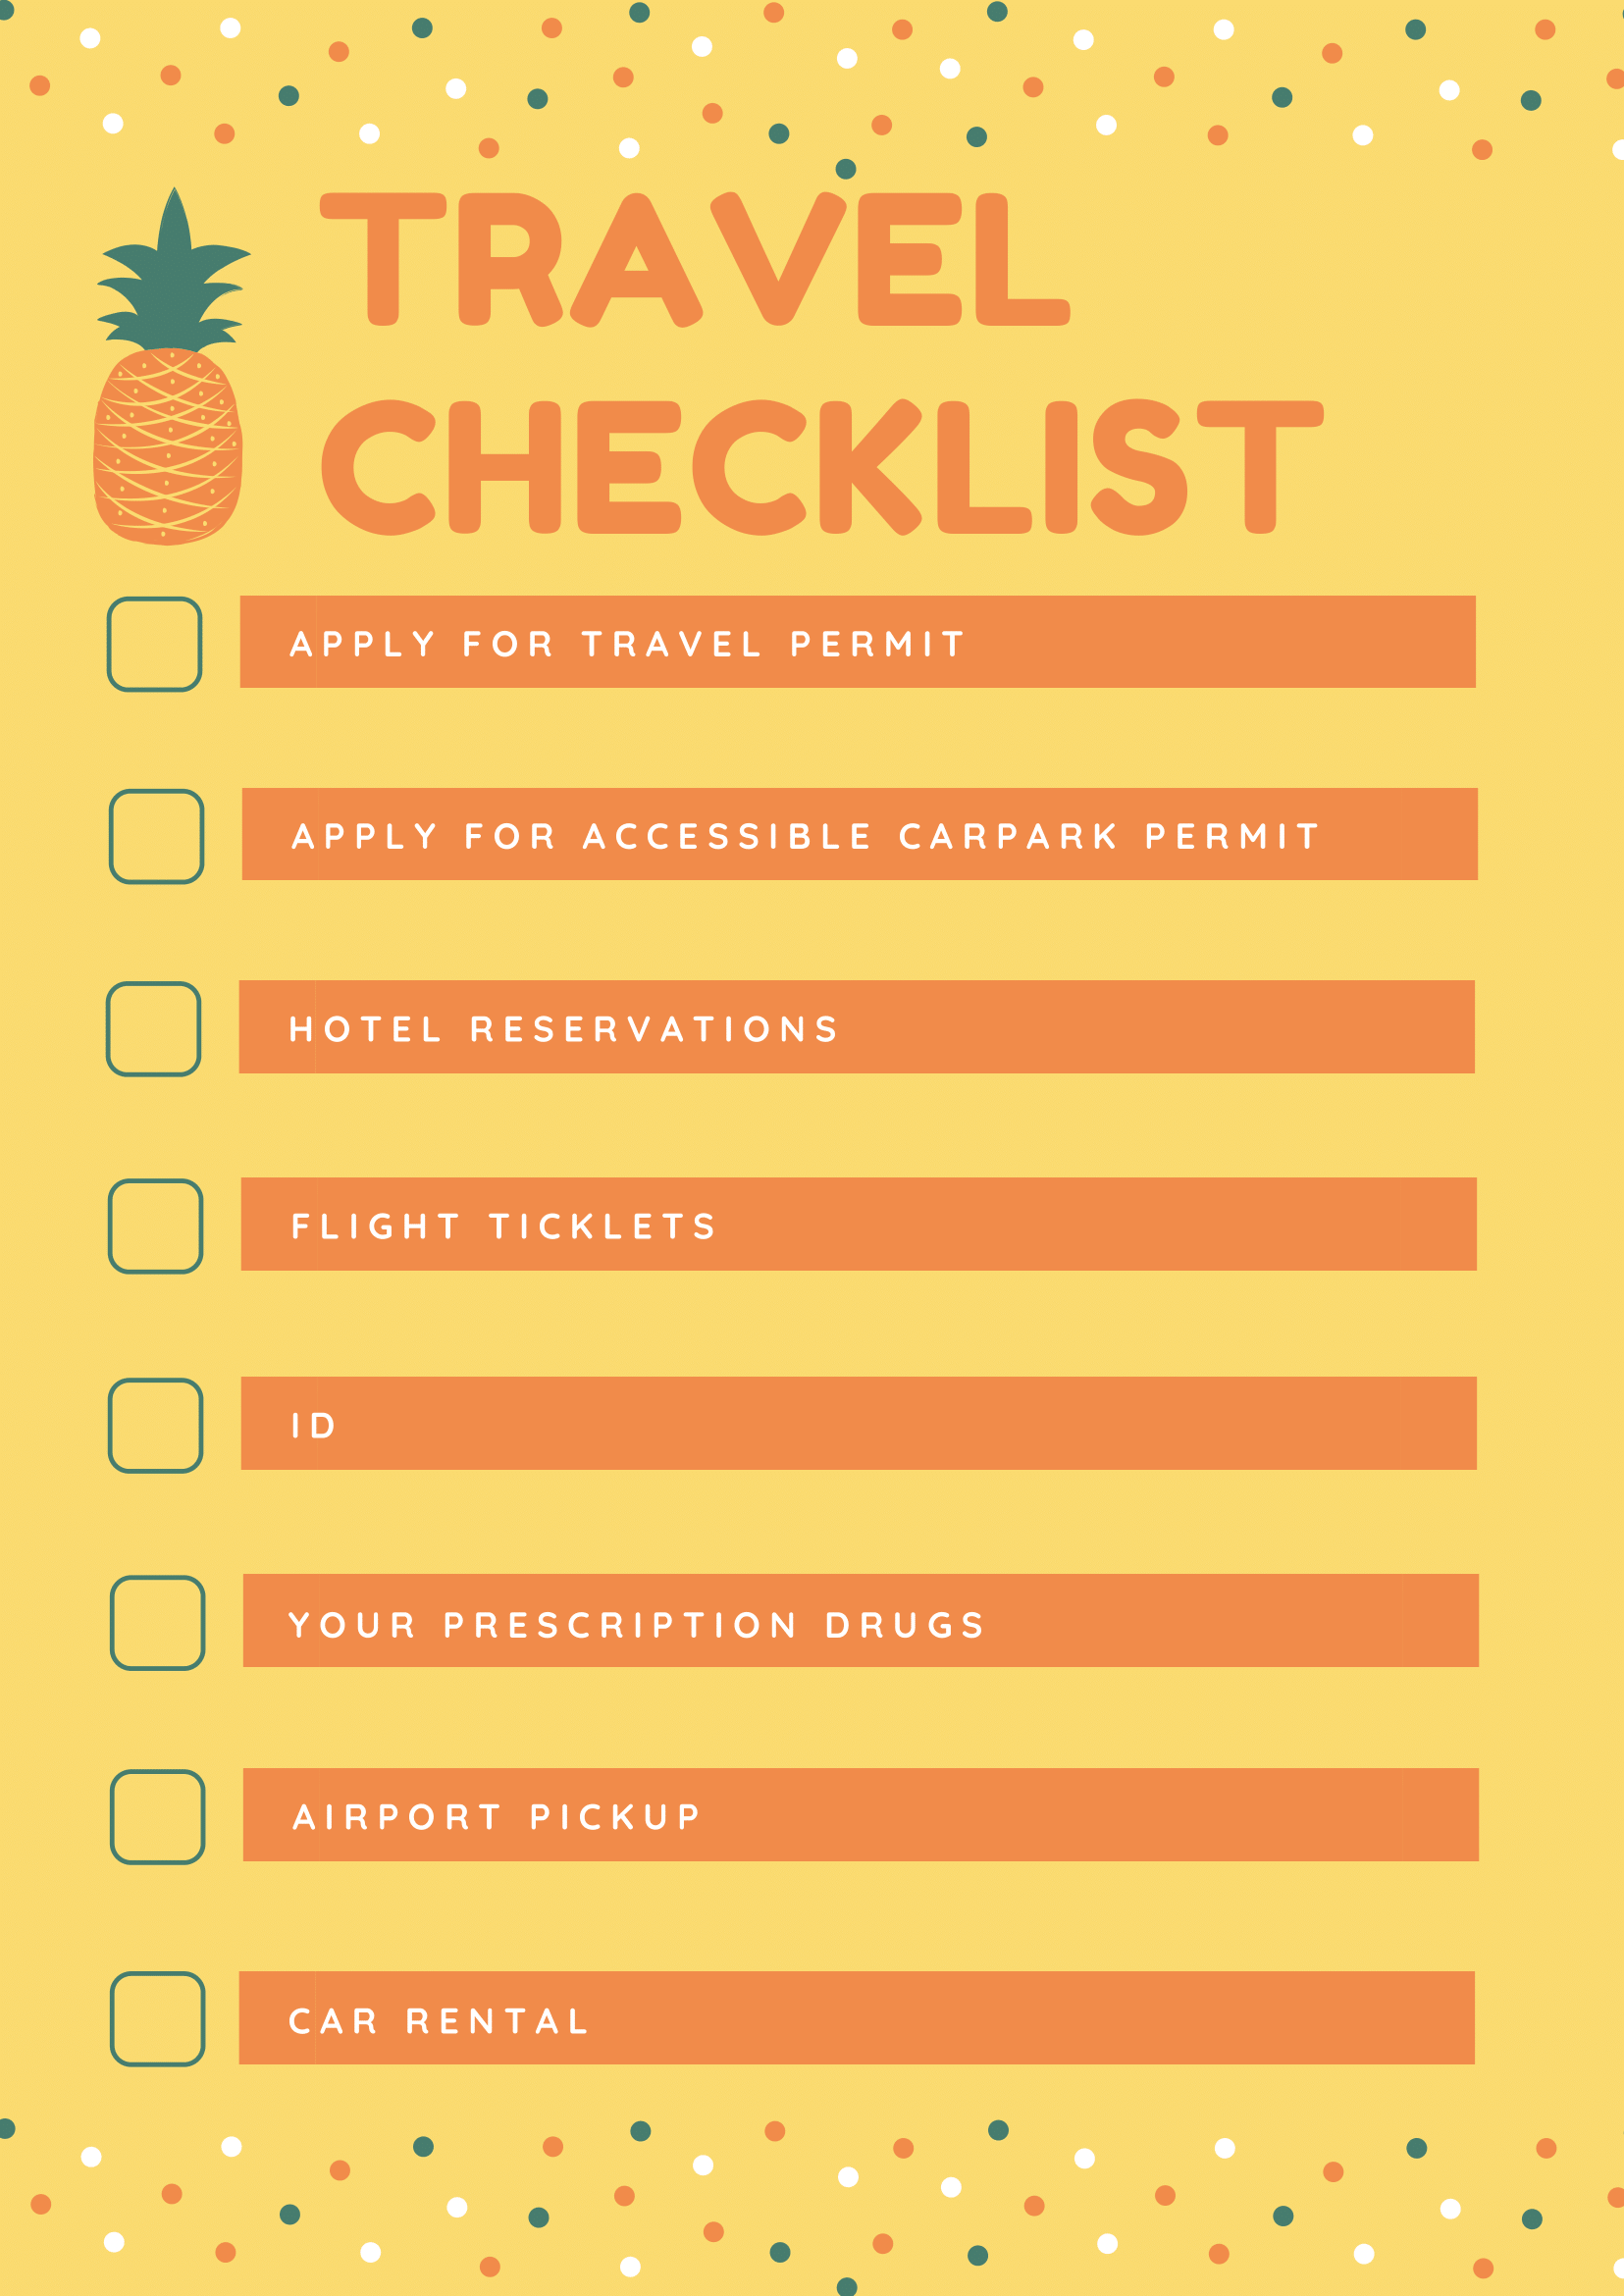 TRAVEL
CHECKLIST
APPLY FOR TRAVEL PERMIT
APPLY FOR ACCESSIBLE CARPARK PERMIT
HOTEL RESERVATIONS
FLIGHT TICKLETS
ID
YOUR PRESCRIPTION DRUGS
AIRPORT PICKUP
CAR RENTAL